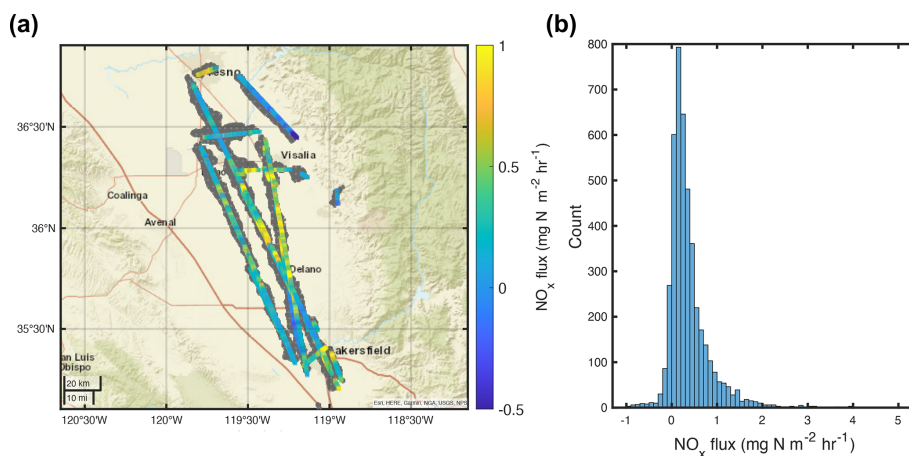 (a)
(b)
36°30'N
36°N
35°30'N
120°30'W
120°W
119°30'W
119°W
118°30'W
Visalia
Coalinga
Avenal
Delano
akersfield
an Luis
Obispo
20 km
10 mi
Esri, HERE, Garmin, NGA, USGS, NPS
1
0.5
0
-0.5
NOx flux (mg N m-2 hr-1)
800
700
600
500
400
300
200
100
0
Count
-1 0 1 2 3 4 5
NOx flux (mg N m-2 hr-1)